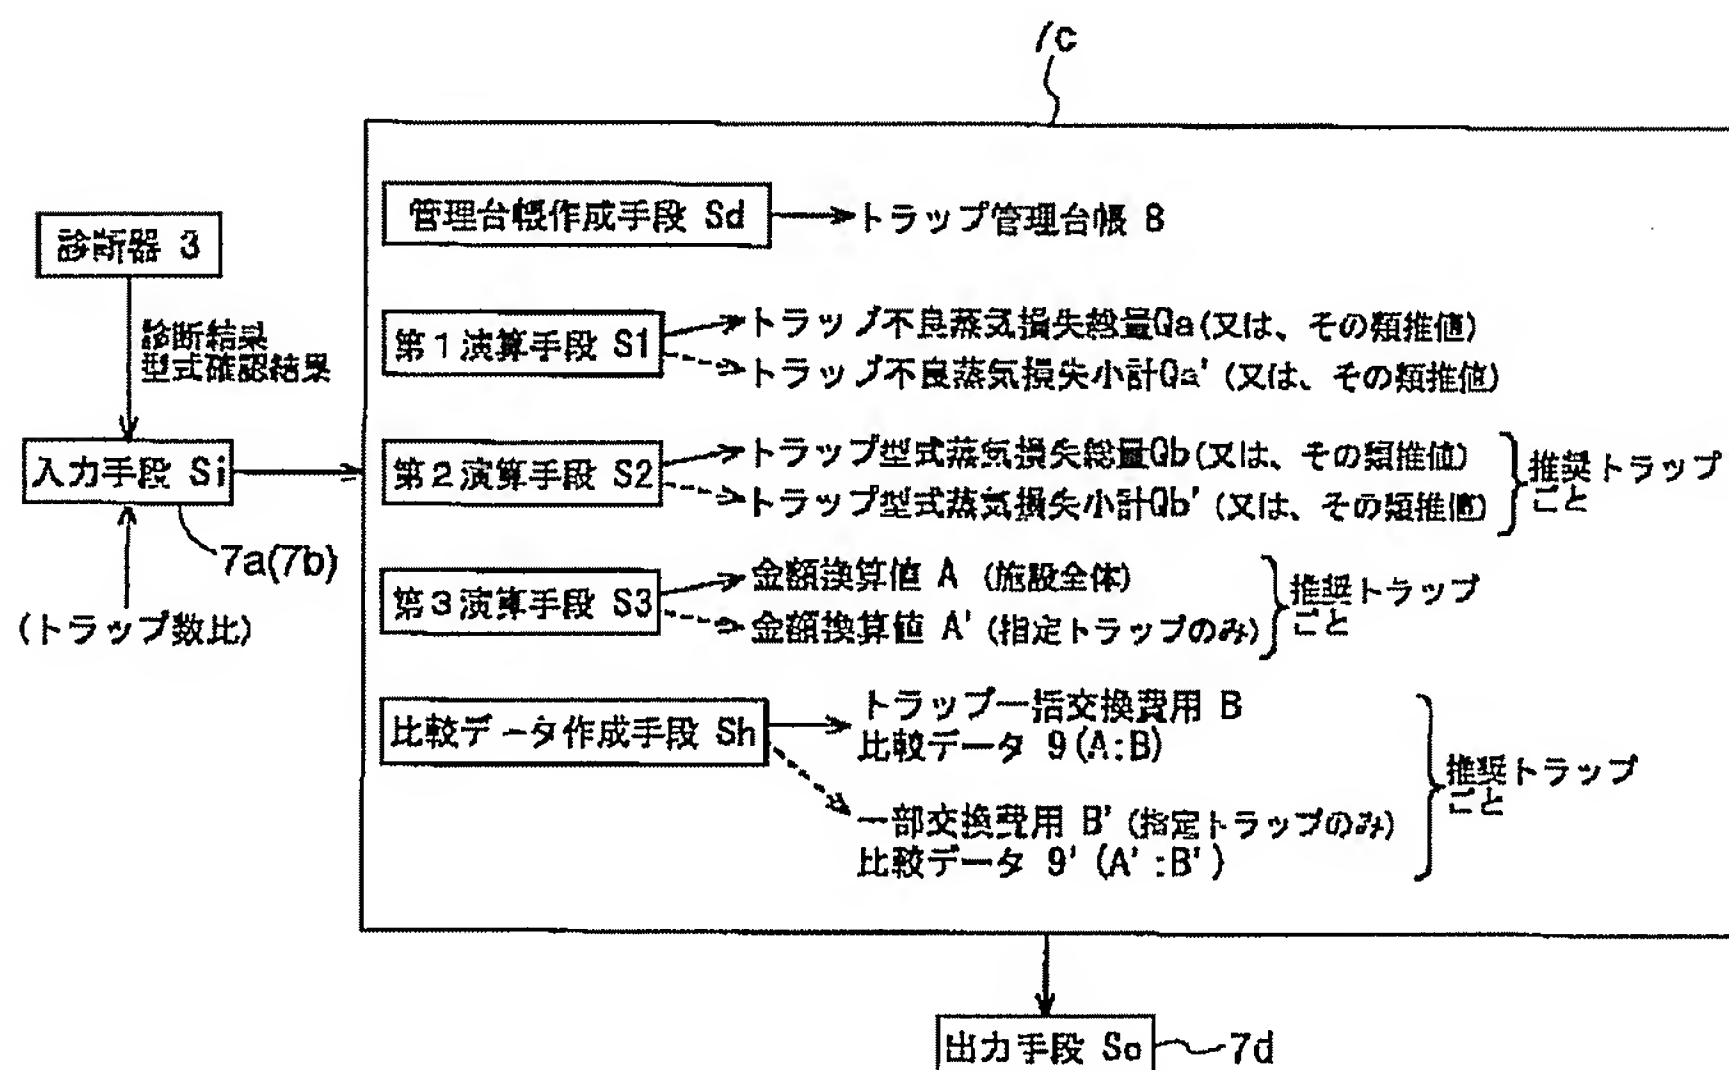 7c
管理台帳作成手段 Sd
トラップ管理台帳 8
診断器 3
診断結果
型式確認結果
第1演算手段 S1
トラップ不良蒸気損失総量Qa(又は、その類推値)
トラップ不良蒸気損失小計Qa'(又は、その類推値)
入力手段 Si
7a(7b)
(トラップ数比)
第2演算手段 S2
トラップ型式蒸気損失総量Qb(又は、その類推値)
トラップ型式蒸気損失小計Qb'(又は、その類推値)
推奨トラップ
ごと
第3演算手段 S3
金額換算値 A (施設全体)
金額換算値 A' (指定トラップのみ)
推奨トラップ
ごと
比較データ作成手段 Sh
トラップ一括交換費用 B
比較データ 9(A:B)
一部交換費用 B' (指定トラップのみ)
比較データ 9' (A':B')
推奨トラップ
ごと
出力手段 So
7d